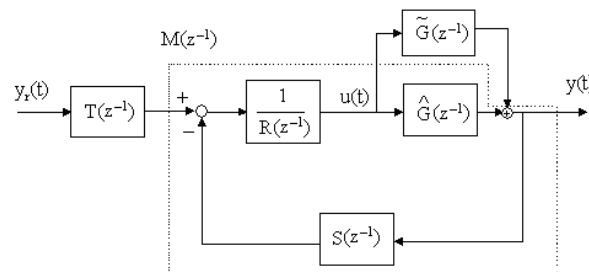 G̃(z⁻¹)
M(z⁻¹)
yᵣ(t)
T(z⁻¹)
+
−
1
R(z⁻¹)
u(t)
Ĝ(z⁻¹)
+
y(t)
S(z⁻¹)